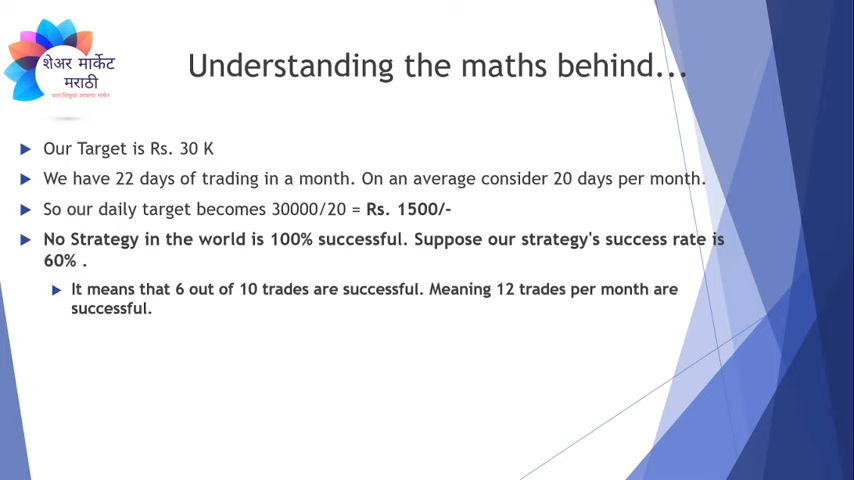 शेअर मार्केट
मराठी
Understanding the maths behind...
Our Target is Rs. 30 K
We have 22 days of trading in a month. On an average consider 20 days per month.
So our daily target becomes 30000/20 = Rs. 1500/-
No Strategy in the world is 100% successful. Suppose our strategy's success rate is
60% .
It means that 6 out of 10 trades are successful. Meaning 12 trades per month are
successful.